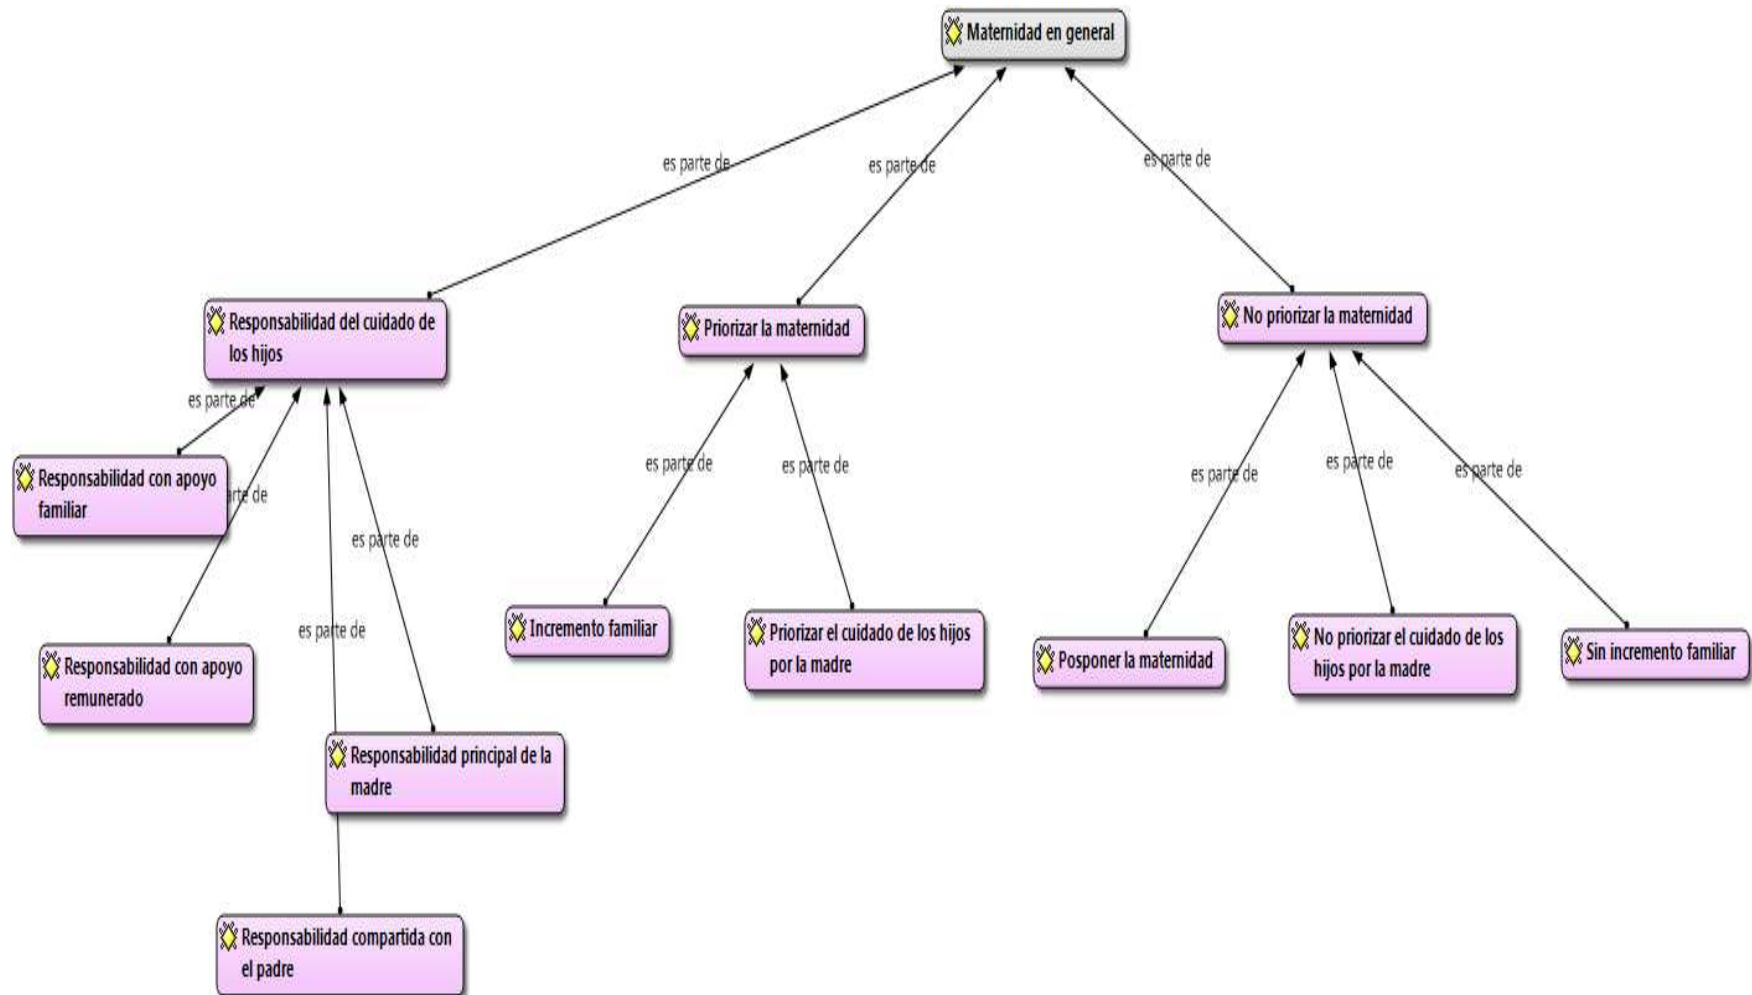 Maternidad en general
es parte de
es parte de
es parte de
Responsabilidad del cuidado de
los hijos
Priorizar la maternidad
No priorizar la maternidad
es parte de
Responsabilidad con apoyo
familiar
arte de
es parte de
es parte de
es parte de
es parte de
es parte de
es parte de
es parte de
Incremento familiar
Priorizar el cuidado de los hijos
por la madre
Posponer la maternidad
No priorizar el cuidado de los
hijos por la madre
Sin incremento familiar
Responsabilidad con apoyo
remunerado
Responsabilidad principal de la
madre
Responsabilidad compartida con
el padre